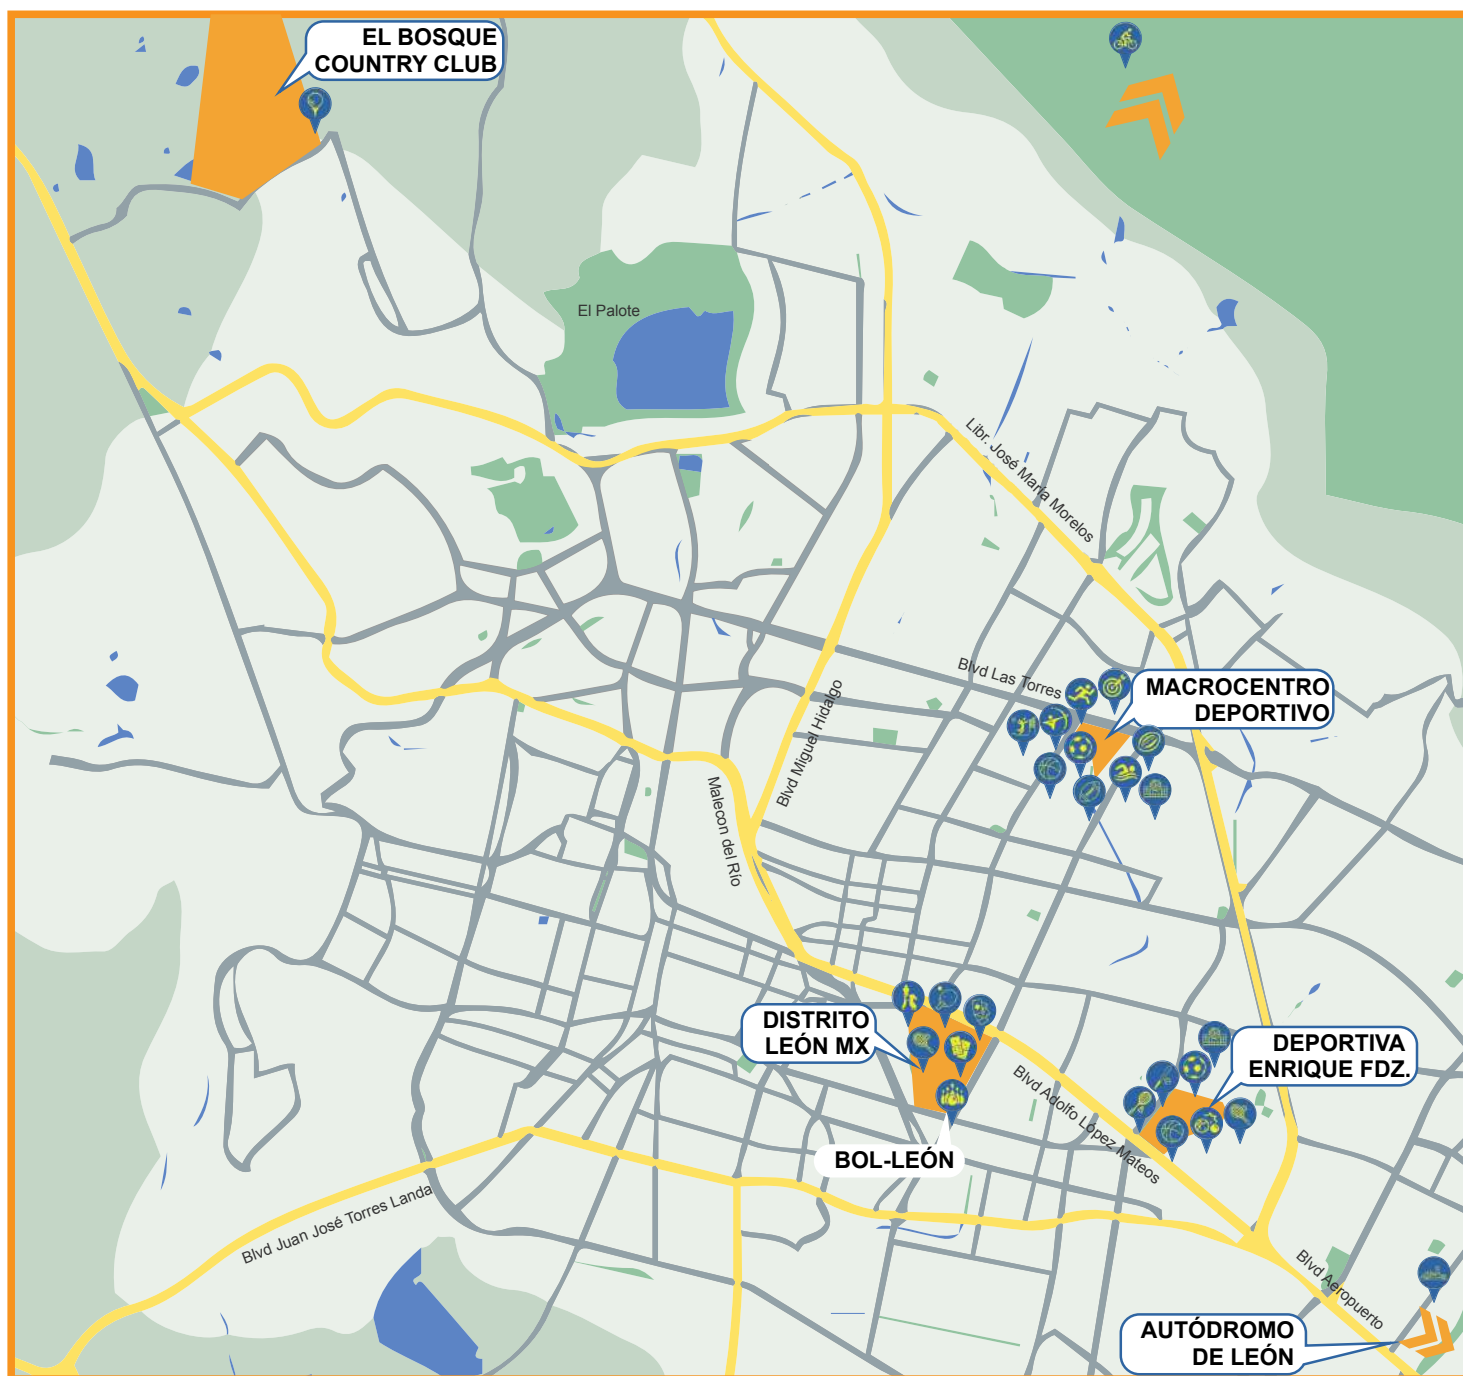 EL BOSQUE
COUNTRY CLUB
El Palote
Libr. José María Morelos
Blvd Las Torres
MACROCENTRO
DEPORTIVO
Blvd Miguel Hidalgo
Malecon del Río
DISTRITO
LEÓN MX
DEPORTIVA
ENRIQUE FDZ.
Blvd Adolfo López Mateos
BOL-LEÓN
Blvd Juan José Torres Landa
Blvd Aeropuerto
AUTÓDROMO
DE LEÓN